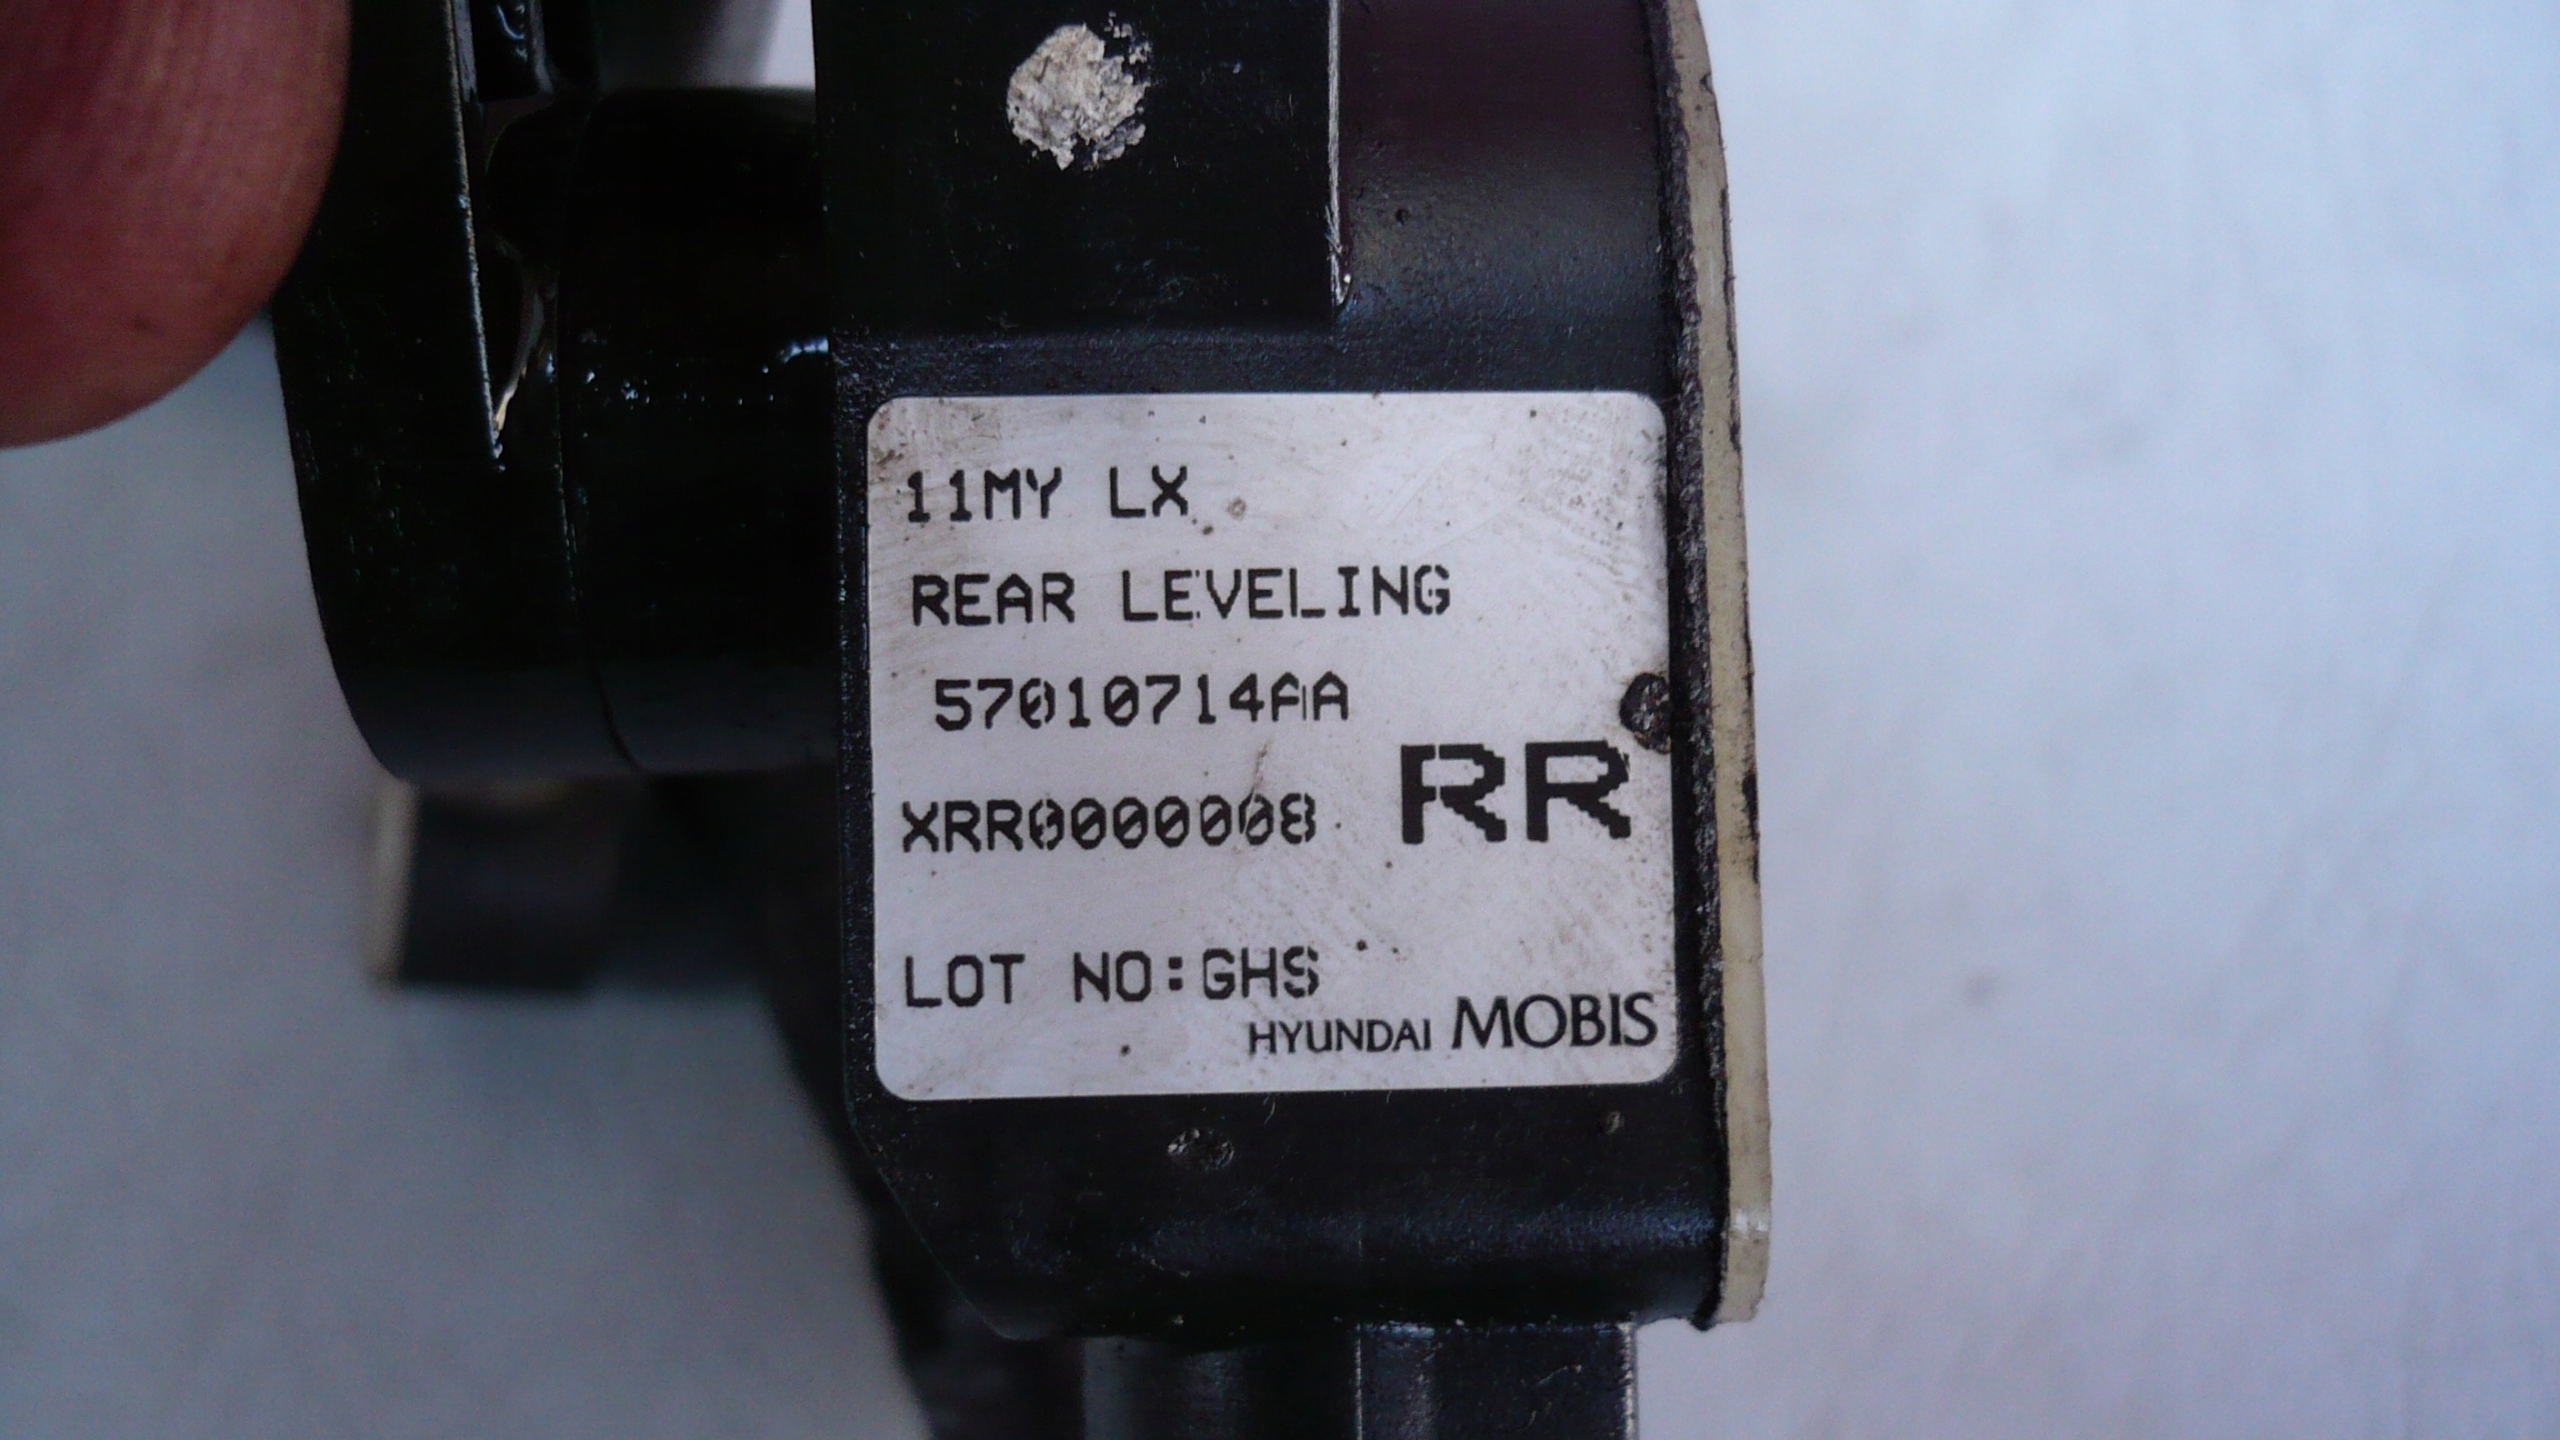 11MY LX
REAR LEVELING
57010714AA
XRR0000008 RR
LOT NO:GHS
HYUNDAI MOBIS